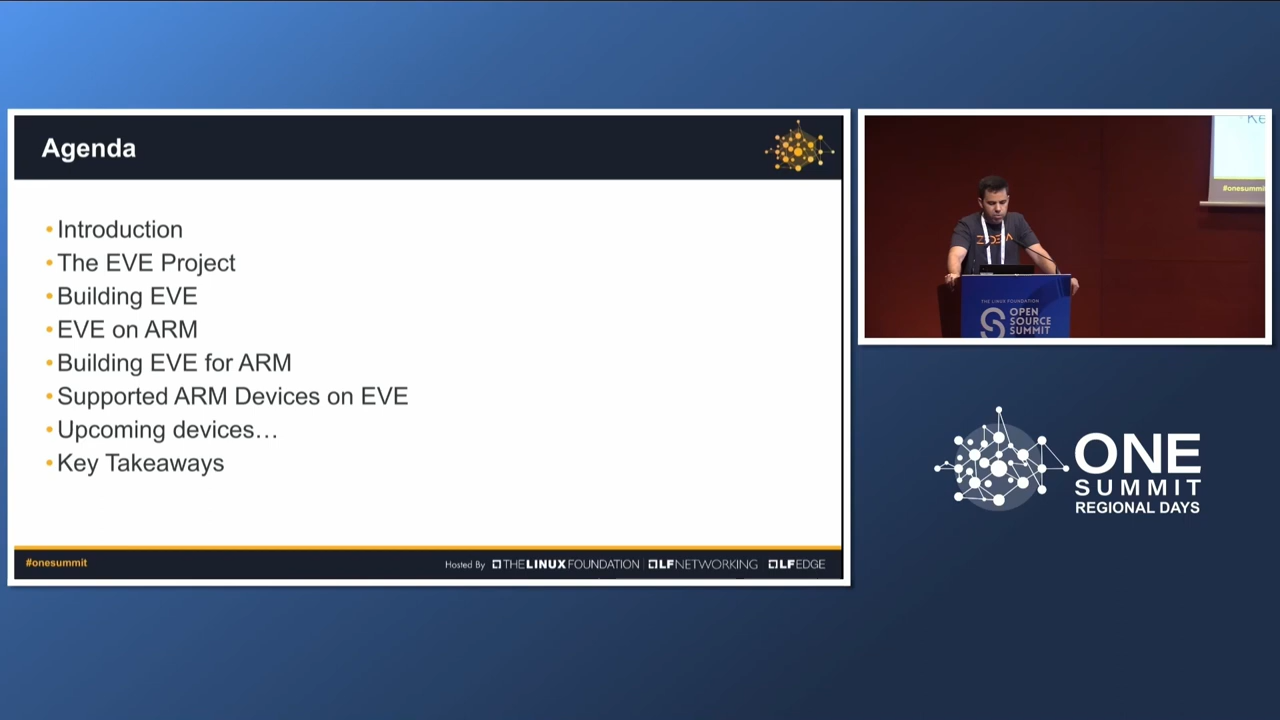 Agenda
• Introduction
• The EVE Project
• Building EVE
• EVE on ARM
• Building EVE for ARM
• Supported ARM Devices on EVE
• Upcoming devices…
• Key Takeaways
#onesummit
Hosted By THE LINUX FOUNDATION LF NETWORKING LF EDGE
Ke
#onesummit
ZEDEDA
THE LINUX FOUNDATION
OPEN
SOURCE
SUMMIT
ONE
SUMMIT
REGIONAL DAYS